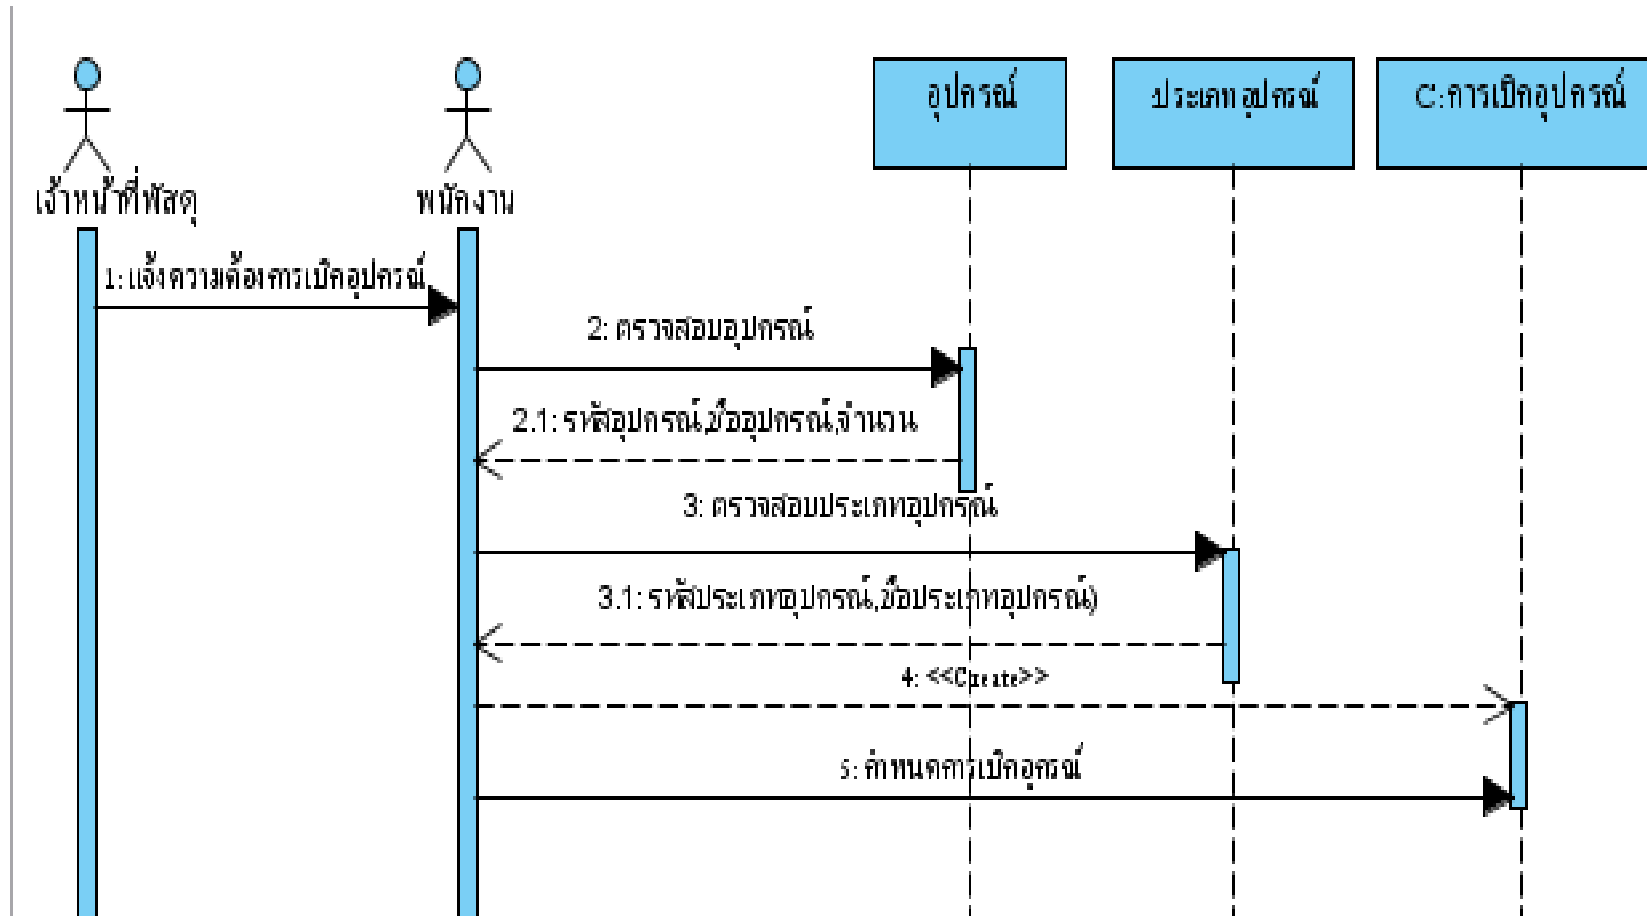 อุปกรณ์
:ประเภทอุปกรณ์
C:การเบิกอุปกรณ์
เจ้าหน้าที่พัสดุ
พนักงาน
1: แจ้งความต้องการเบิกอุปกรณ์
2: ตรวจสอบอุปกรณ์
2.1: รหัสอุปกรณ์,ชื่ออุปกรณ์,จำนวน
3: ตรวจสอบประเภทอุปกรณ์
3.1: รหัสประเภทอุปกรณ์,ชื่อประเภทอุปกรณ์)
4: <<Create>>
5: กำหนดการเบิกอุกรณ์